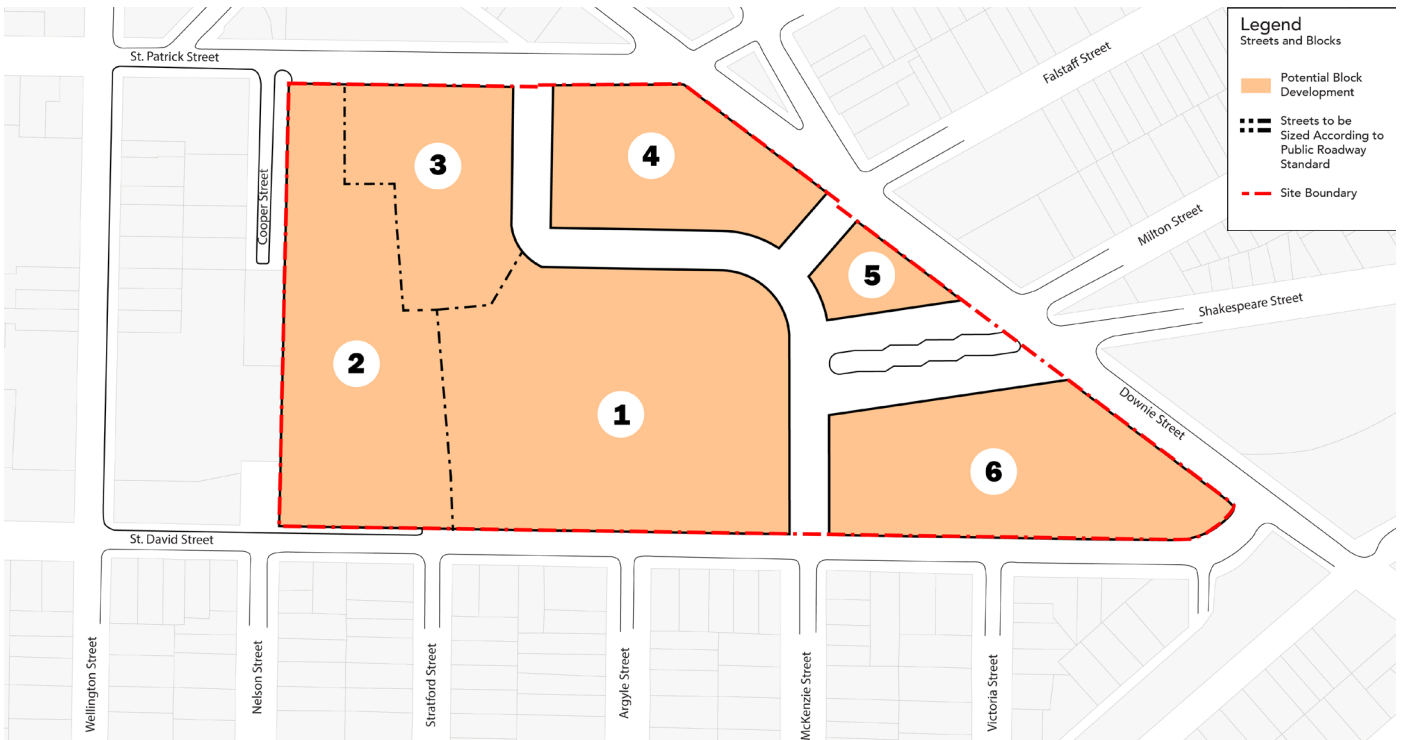 Legend
Streets and Blocks
Potential Block
Development
Streets to be
Sized According to
Public Roadway
Standard
Site Boundary
St. Patrick Street
Falstaff Street
Cooper Street
3
4
Milton Street
5
Shakespeare Street
2
1
Downie Street
6
St. David Street
Wellington Street
Nelson Street
Stratford Street
Argyle Street
McKenzie Street
Victoria Street